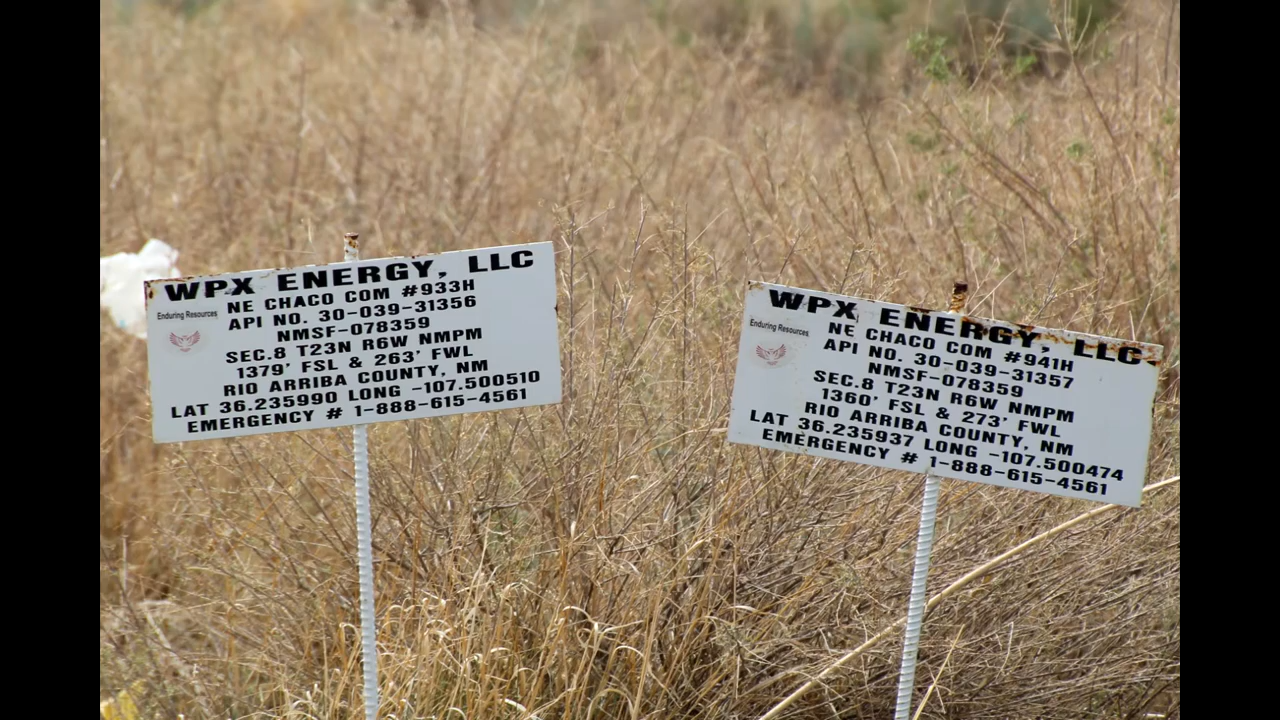 WPX ENERGY, LLC
NE CHACO COM #933H
API NO. 30-039-31356
Enduring Resources
NMSF-078359
SEC.8 T23N R6W NMPM
1379' FSL & 263' FWL
RIO ARRIBA COUNTY, NM
LAT 36.235990 LONG -107.500510
EMERGENCY # 1-888-615-4561
WPX ENERGY, LLC
NE CHACO COM #941H
API NO. 30-039-31357
Enduring Resources
NMSF-078359
SEC.8 T23N R6W NMPM
1360' FSL & 273' FWL
RIO ARRIBA COUNTY, NM
LAT 36.235937 LONG -107.500474
EMERGENCY # 1-888-615-4561